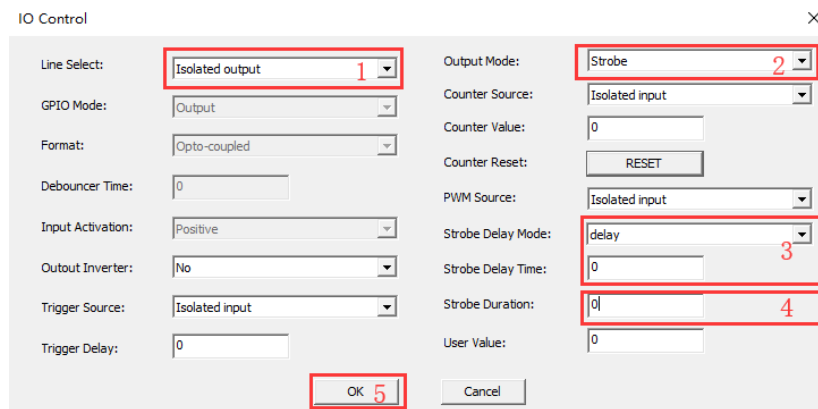 IO Control
Line Select: Isolated output 1
GPIO Mode: Output
Format: Opto-coupled
Debouncer Time: 0
Input Activation: Positive
Outout Inverter: No
Trigger Source: Isolated input
Trigger Delay: 0
Output Mode: Strobe 2
Counter Source: Isolated input
Counter Value: 0
Counter Reset: RESET
PWM Source: Isolated input
Strobe Delay Mode: delay
3
Strobe Delay Time: 0
Strobe Duration: 0 4
User Value: 0
OK 5 Cancel